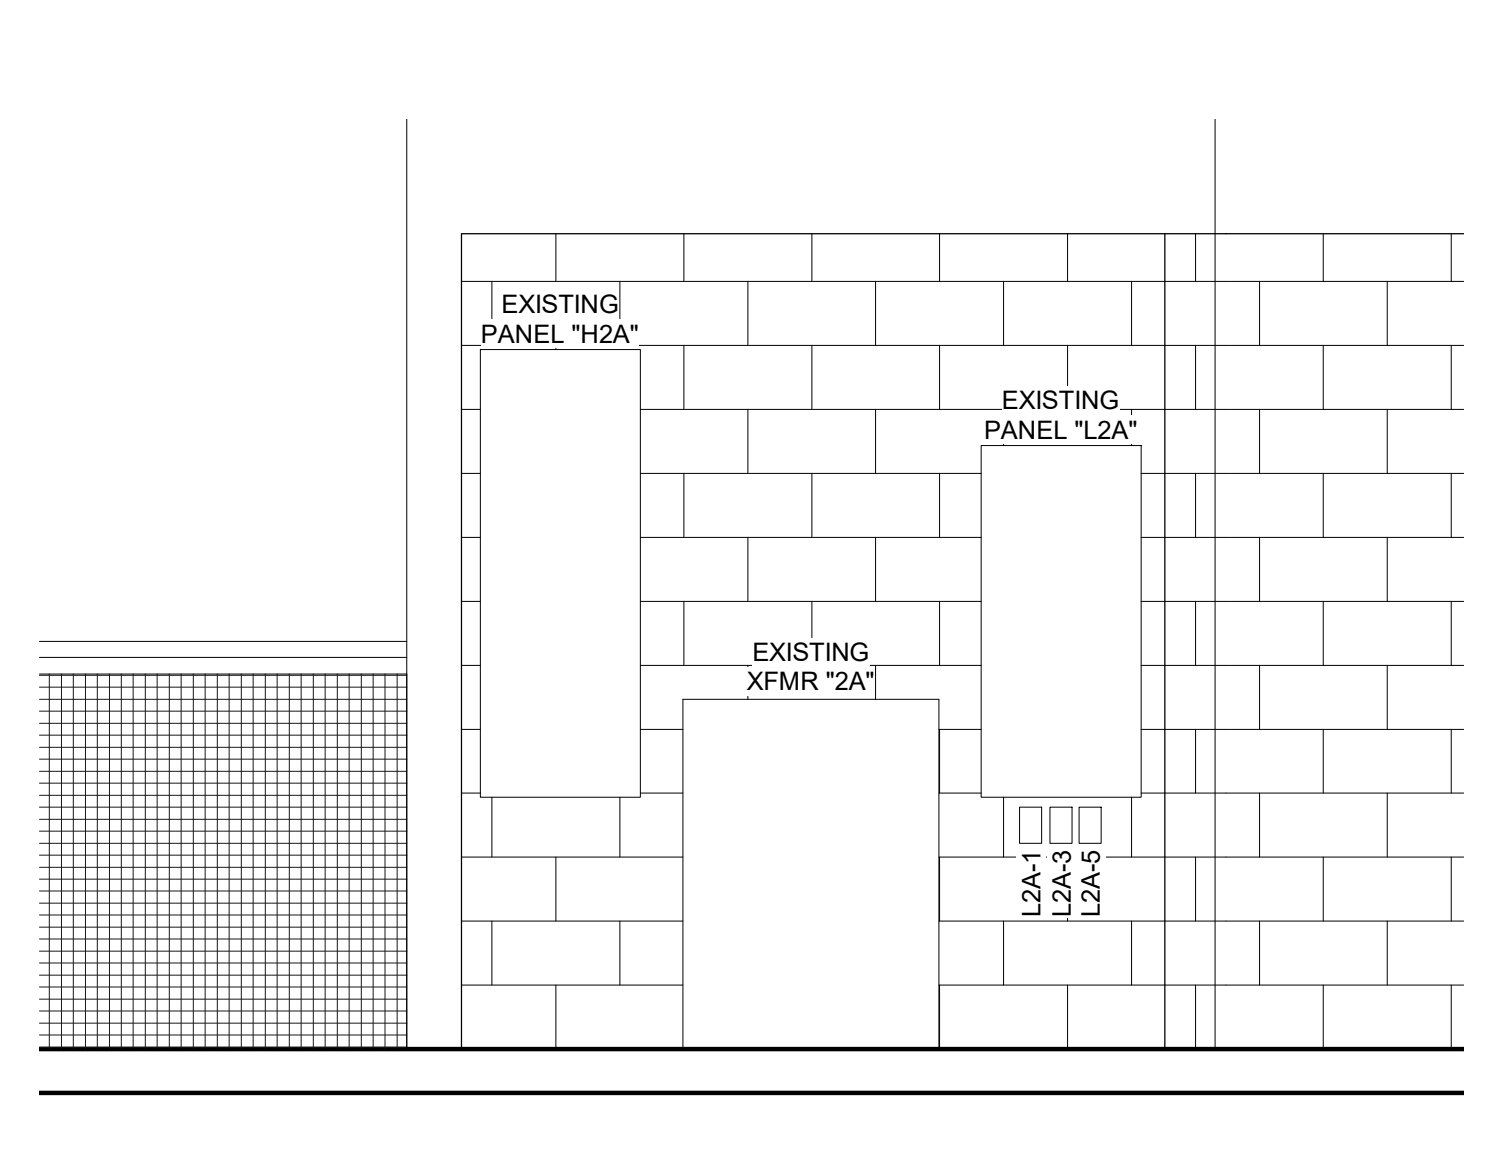 EXISTING
PANEL "H2A"
EXISTING
PANEL "L2A"
EXISTING
XFMR "2A"
L2A-1
L2A-3
L2A-5